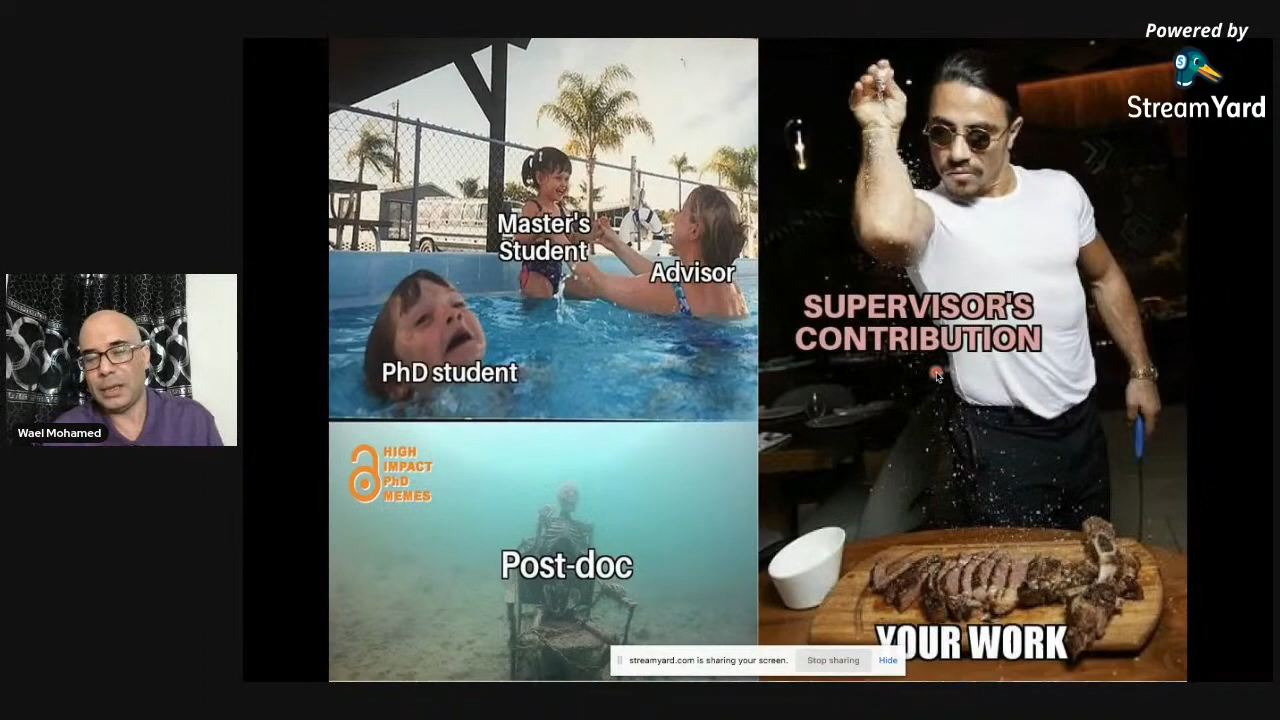 Powered by
StreamYard
Master's
Student
Advisor
PhD student
HIGH
IMPACT
PhD
MEMES
Post-doc
SUPERVISOR'S
CONTRIBUTION
YOUR WORK
Wael Mohamed
streamyard.com is sharing your screen.
Stop sharing
Hide